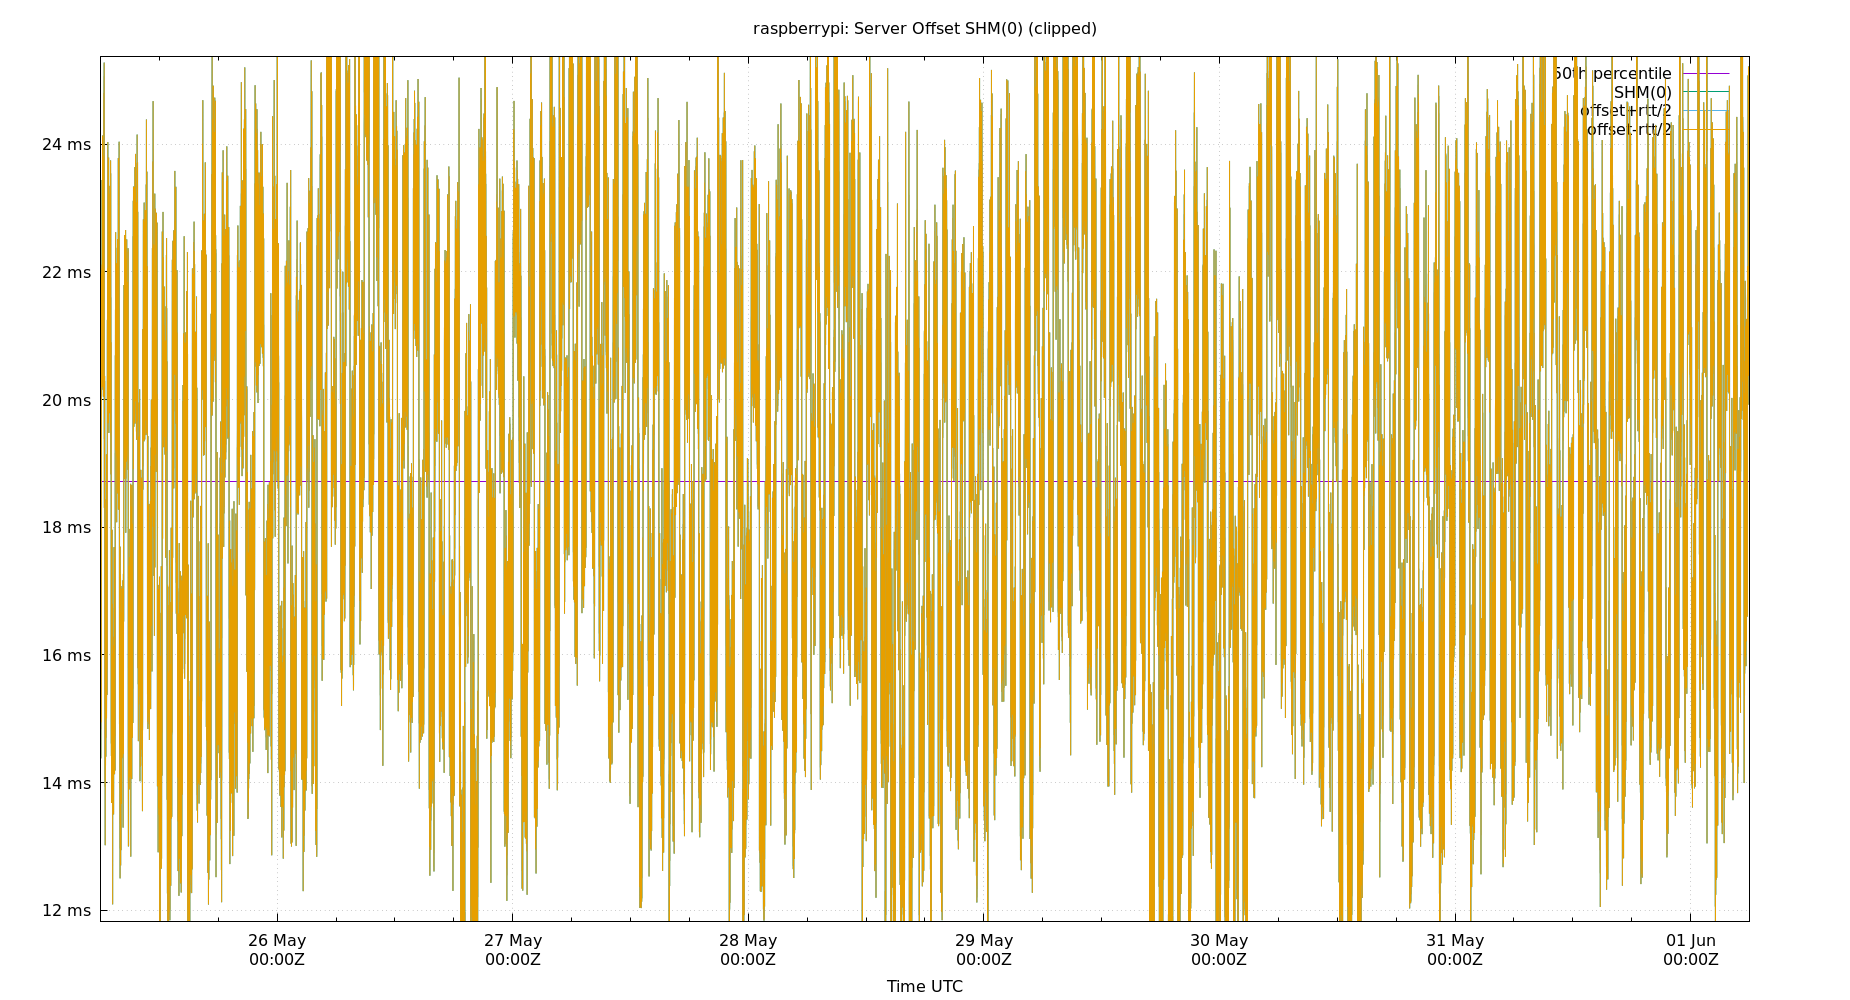 raspberrypi: Server Offset SHM(0) (clipped)
50th percentile
SHM(0)
offset+rtt/2
offset-rtt/2
24 ms
22 ms
20 ms
18 ms
16 ms
14 ms
12 ms
26 May 27 May 28 May 29 May 30 May 31 May 01 Jun
00:00Z 00:00Z 00:00Z 00:00Z 00:00Z 00:00Z 00:00Z
Time UTC